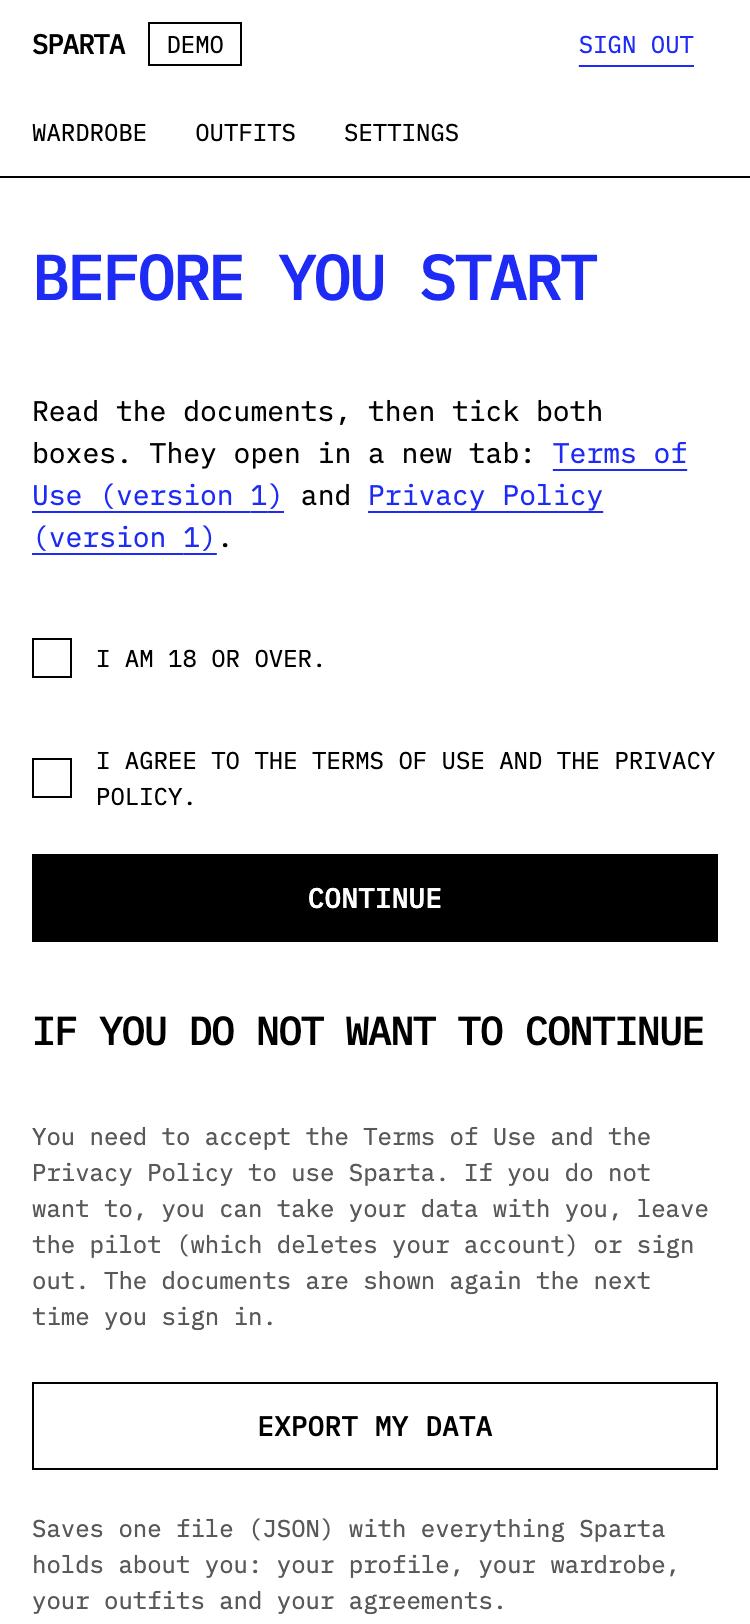 SPARTA DEMO SIGN OUT
WARDROBE OUTFITS SETTINGS
BEFORE YOU START
Read the documents, then tick both
boxes. They open in a new tab: Terms of
Use (version 1) and Privacy Policy
(version 1).
I AM 18 OR OVER.
I AGREE TO THE TERMS OF USE AND THE PRIVACY
POLICY.
CONTINUE
IF YOU DO NOT WANT TO CONTINUE
You need to accept the Terms of Use and the
Privacy Policy to use Sparta. If you do not
want to, you can take your data with you, leave
the pilot (which deletes your account) or sign
out. The documents are shown again the next
time you sign in.
EXPORT MY DATA
Saves one file (JSON) with everything Sparta
holds about you: your profile, your wardrobe,
your outfits and your agreements.